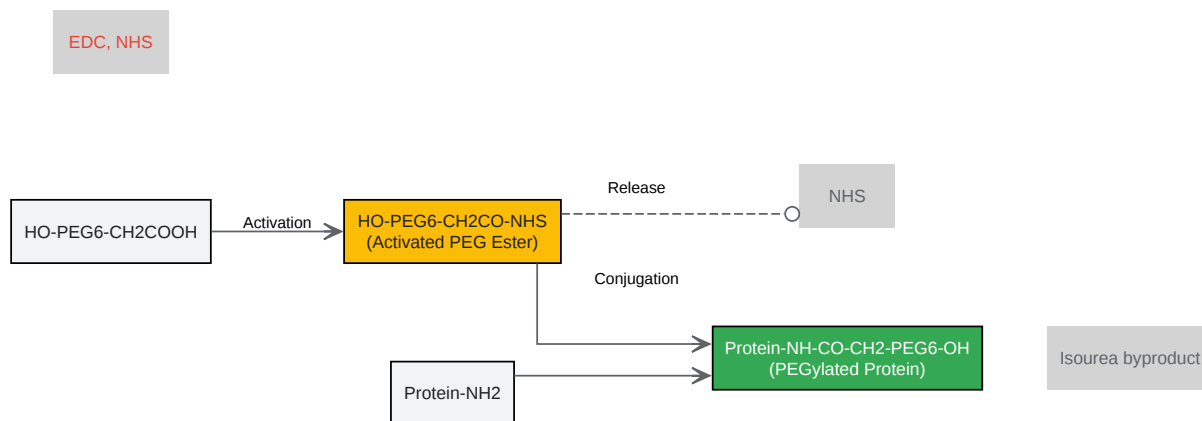 EDC, NHS
Release
NHS
HO-PEG6-CH2COOH
Activation
HO-PEG6-CH2CO-NHS
(Activated PEG Ester)
Conjugation
Protein-NH-CO-CH2-PEG6-OH
(PEGylated Protein)
Isourea byproduct
Protein-NH2